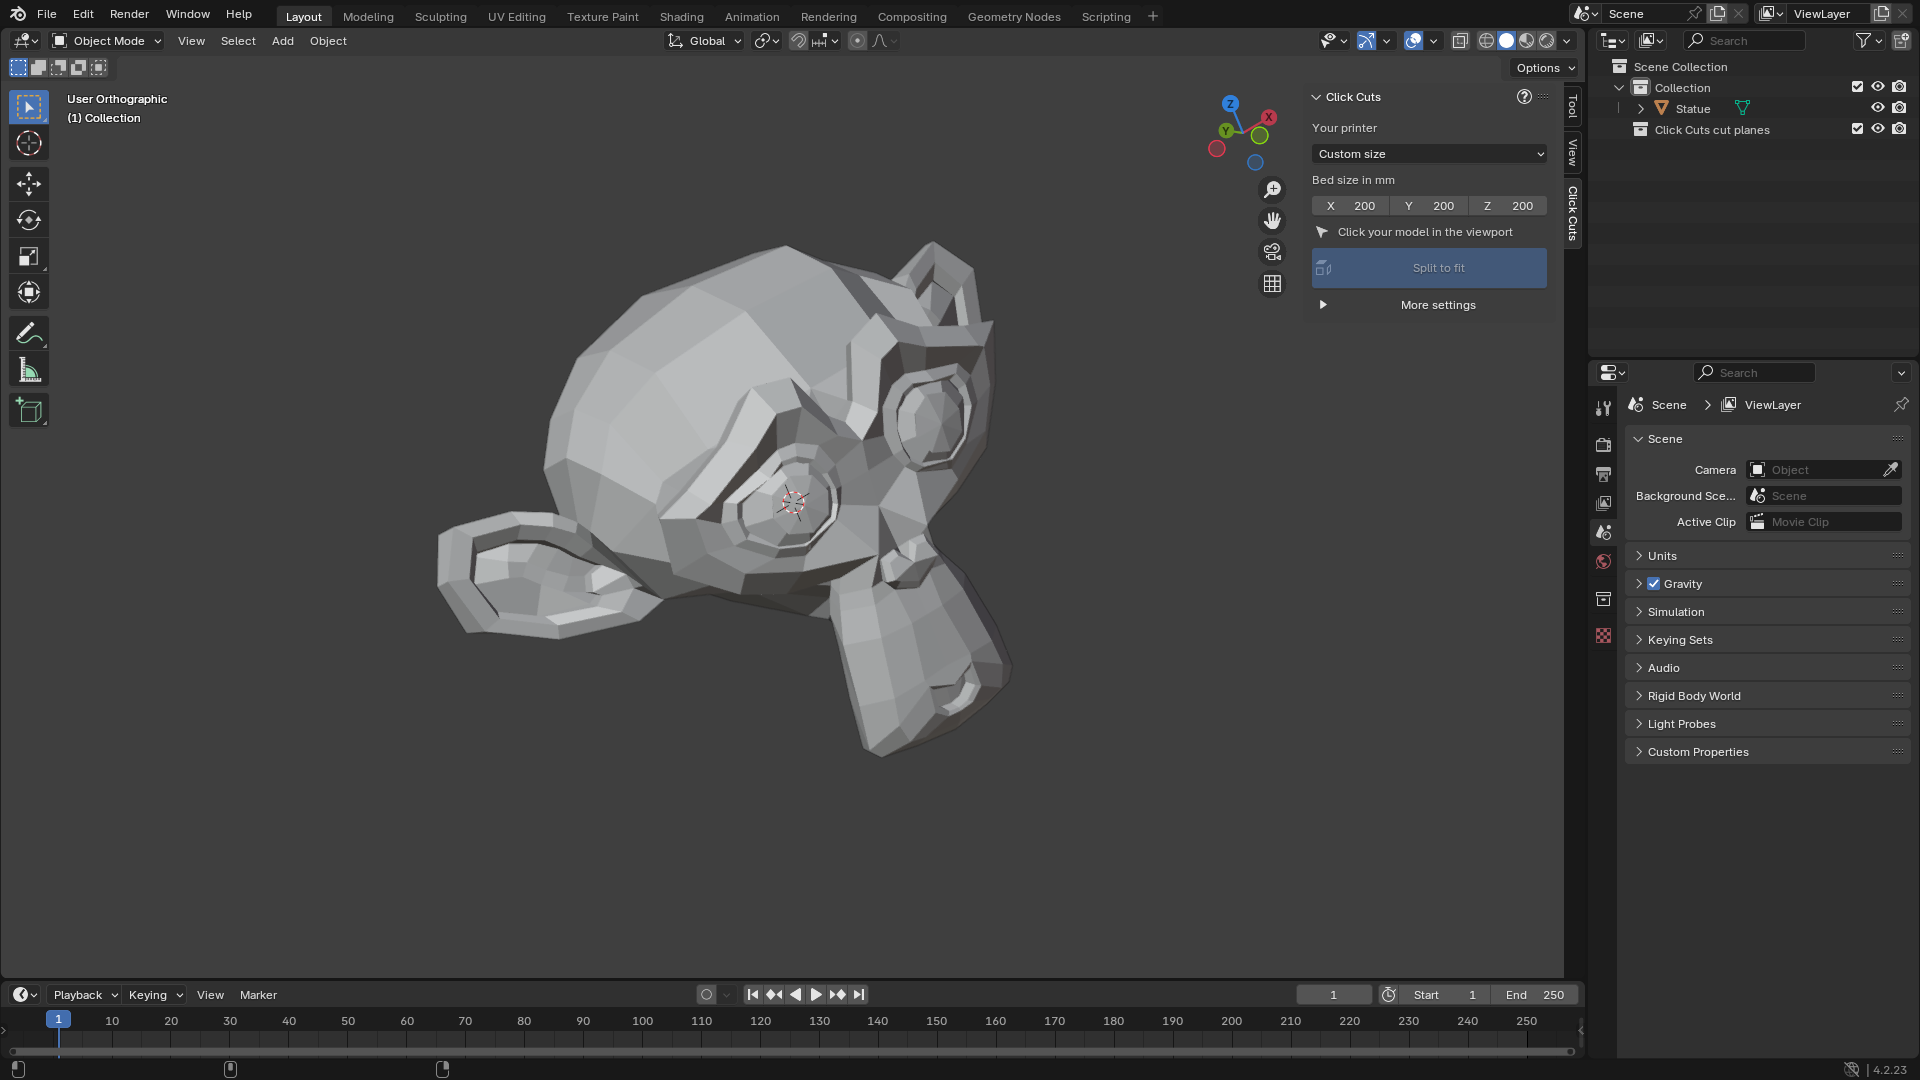 File Edit Render Window Help
Layout Modeling Sculpting UV Editing Texture Paint Shading Animation Rendering Compositing Geometry Nodes Scripting
Scene
ViewLayer
Object Mode View Select Add Object
Global
Options
User Orthographic
(1) Collection
Z
X
Y
Click Cuts
Your printer
Custom size
Bed size in mm
X 200 Y 200 Z 200
Click your model in the viewport
Split to fit
More settings
Tool
View
Click Cuts
Search
Scene Collection
Collection
Statue
Click Cuts cut planes
Search
Scene ViewLayer
Scene
Camera Object
Background Sce... Scene
Active Clip Movie Clip
Units
Gravity
Simulation
Keying Sets
Audio
Rigid Body World
Light Probes
Custom Properties
Playback Keying View Marker
1 Start 1 End 250
1 10 20 30 40 50 60 70 80 90 100 110 120 130 140 150 160 170 180 190 200 210 220 230 240 250
4.2.23